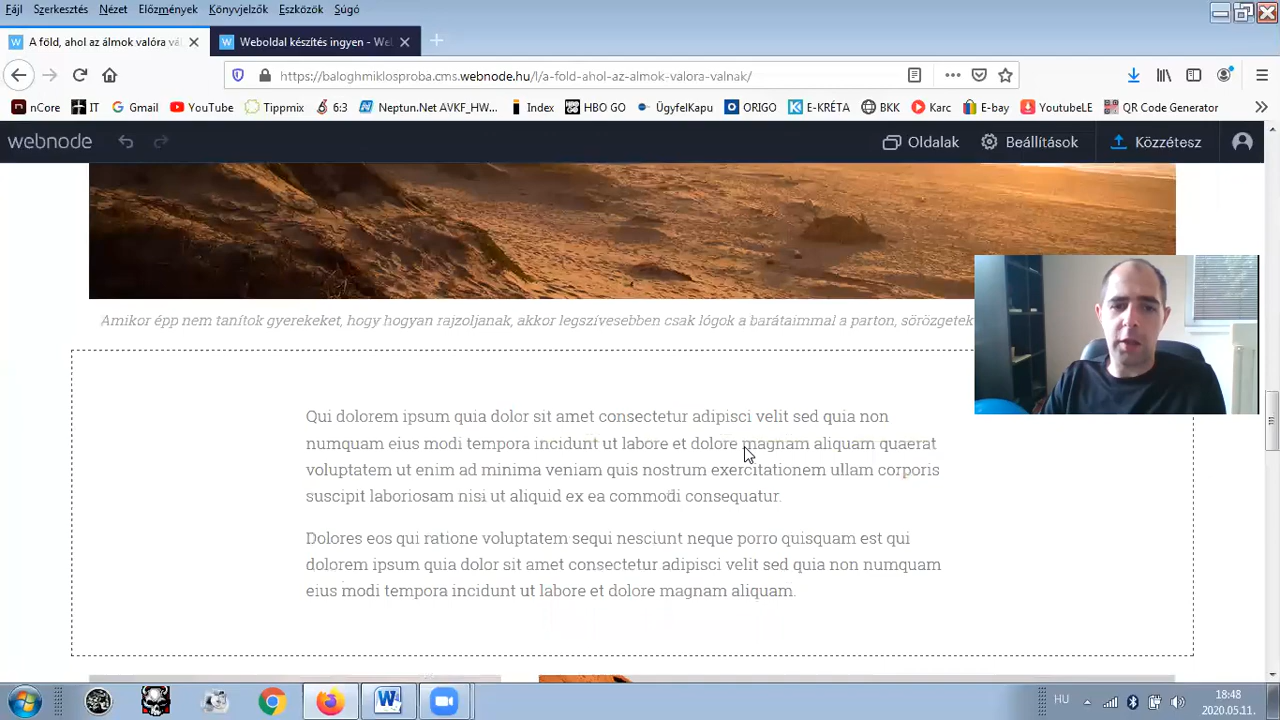 Fájl Szerkesztés Nézet Előzmények Könyvjelzők Eszközök Súgó
A föld, ahol az álmok valóra vál
Weboldal készítés ingyen - Wel
https://baloghmiklosproba.cms.webnode.hu/l/a-fold-ahol-az-almok-valora-valnak/
nCore IT Gmail YouTube Tippmix 6:3 Neptun.Net AVKF_HW... Index HBO GO ÜgyfelKapu ORIGO E-KRÉTA BKK Karc E-bay YoutubeLE QR Code Generator
webnode Oldalak Beállítások Közzétesz
Amikor épp nem tanítok gyerekeket, hogy hogyan rajzoljanak, akkor legszívesebben csak lógok a barátaimmal a parton, sörözgetek
Qui dolorem ipsum quia dolor sit amet consectetur adipisci velit sed quia non
numquam eius modi tempora incidunt ut labore et dolore magnam aliquam quaerat
voluptatem ut enim ad minima veniam quis nostrum exercitationem ullam corporis
suscipit laboriosam nisi ut aliquid ex ea commodi consequatur.
Dolores eos qui ratione voluptatem sequi nesciunt neque porro quisquam est qui
dolorem ipsum quia dolor sit amet consectetur adipisci velit sed quia non numquam
eius modi tempora incidunt ut labore et dolore magnam aliquam.
HU
18:48
2020.05.11.